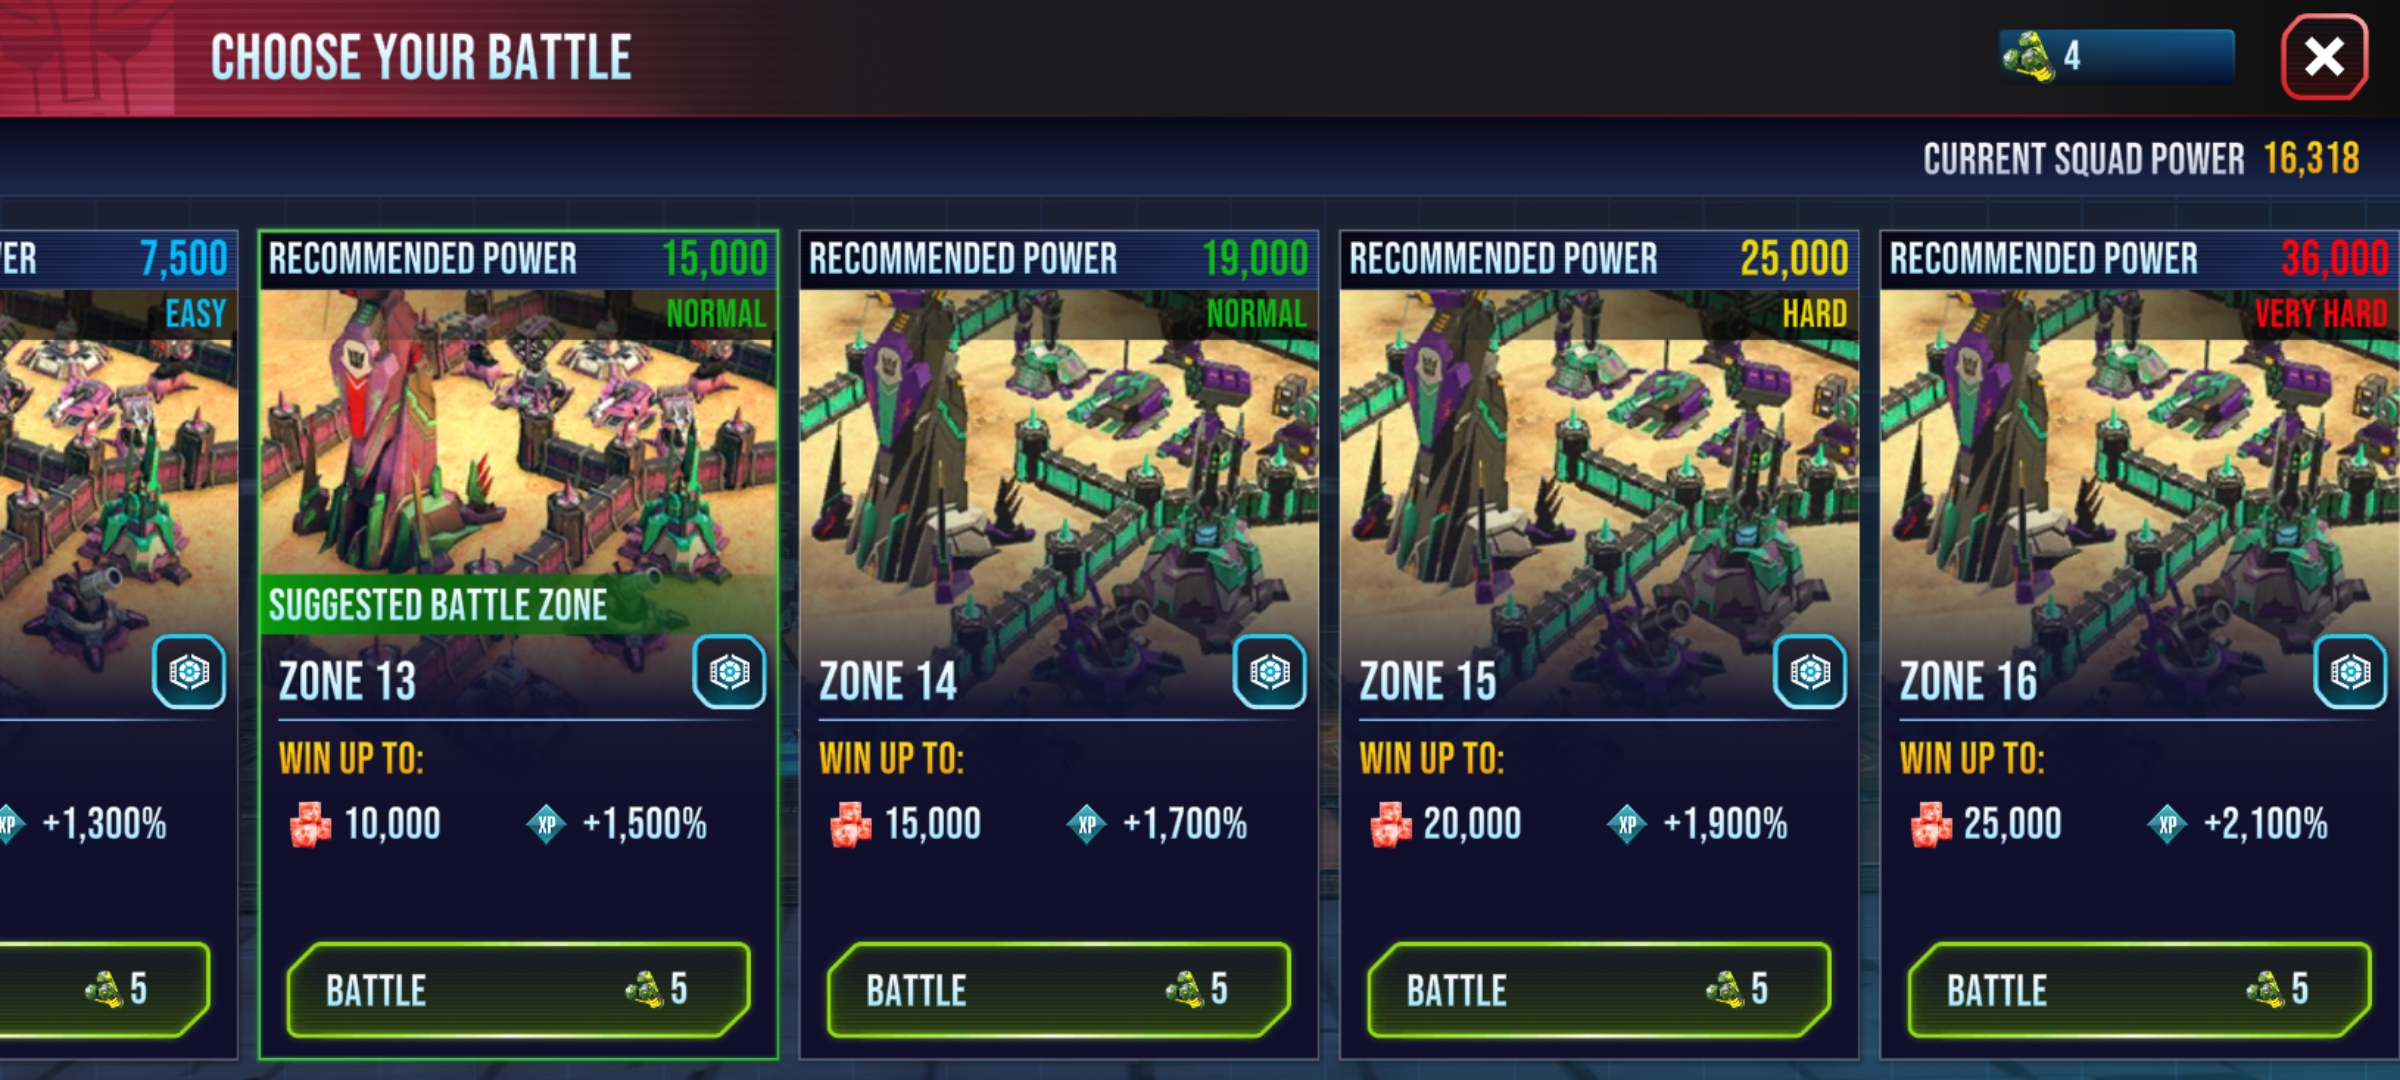 CHOOSE YOUR BATTLE
4
CURRENT SQUAD POWER 16,318
ER 7,500
EASY
XP +1,300%
5
RECOMMENDED POWER 15,000
NORMAL
SUGGESTED BATTLE ZONE
ZONE 13
WIN UP TO:
10,000 XP +1,500%
BATTLE 5
RECOMMENDED POWER 19,000
NORMAL
ZONE 14
WIN UP TO:
15,000 XP +1,700%
BATTLE 5
RECOMMENDED POWER 25,000
HARD
ZONE 15
WIN UP TO:
20,000 XP +1,900%
BATTLE 5
RECOMMENDED POWER 36,000
VERY HARD
ZONE 16
WIN UP TO:
25,000 XP +2,100%
BATTLE 5